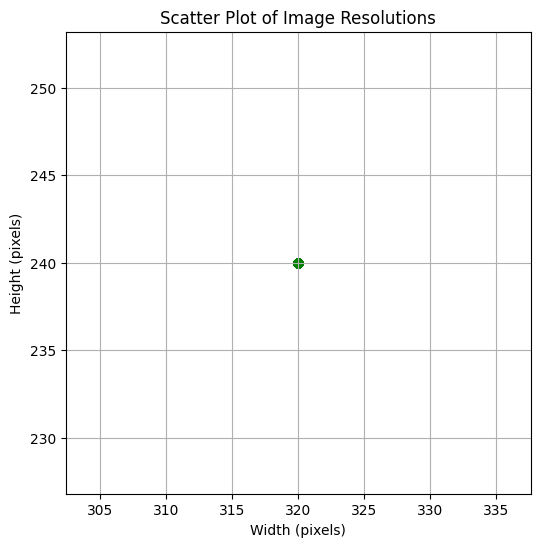 Scatter Plot of Image Resolutions
Height (pixels)
250
245
240
235
230
305 310 315 320 325 330 335
Width (pixels)